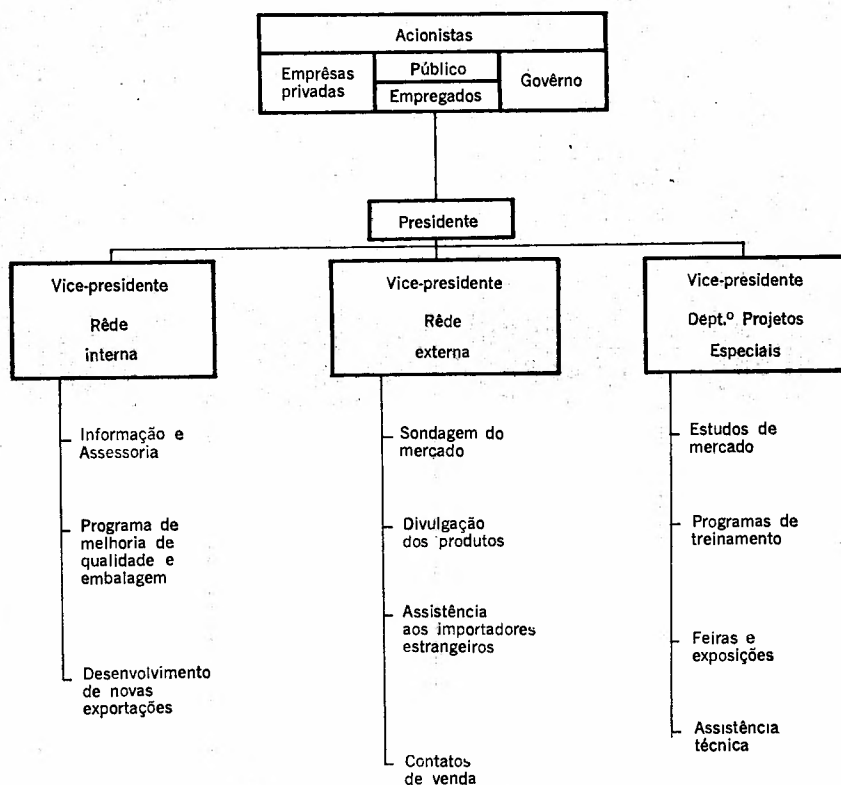 Acionistas
Emprêsas
privadas
Público
Empregados
Govêrno
Presidente
Vice-presidente
Rêde
interna
Informação e
Assessoria
Programa de
melhoria de
qualidade e
embalagem
Desenvolvimento
de novas
exportações
Vice-presidente
Rêde
externa
Sondagem do
mercado
Divulgação
dos produtos
Assistência
aos importadores
estrangeiros
Contatos
de venda
Vice-presidente
Dept.º Projetos
Especiais
Estudos de
mercado
Programas de
treinamento
Feiras e
exposições
Assistência
técnica